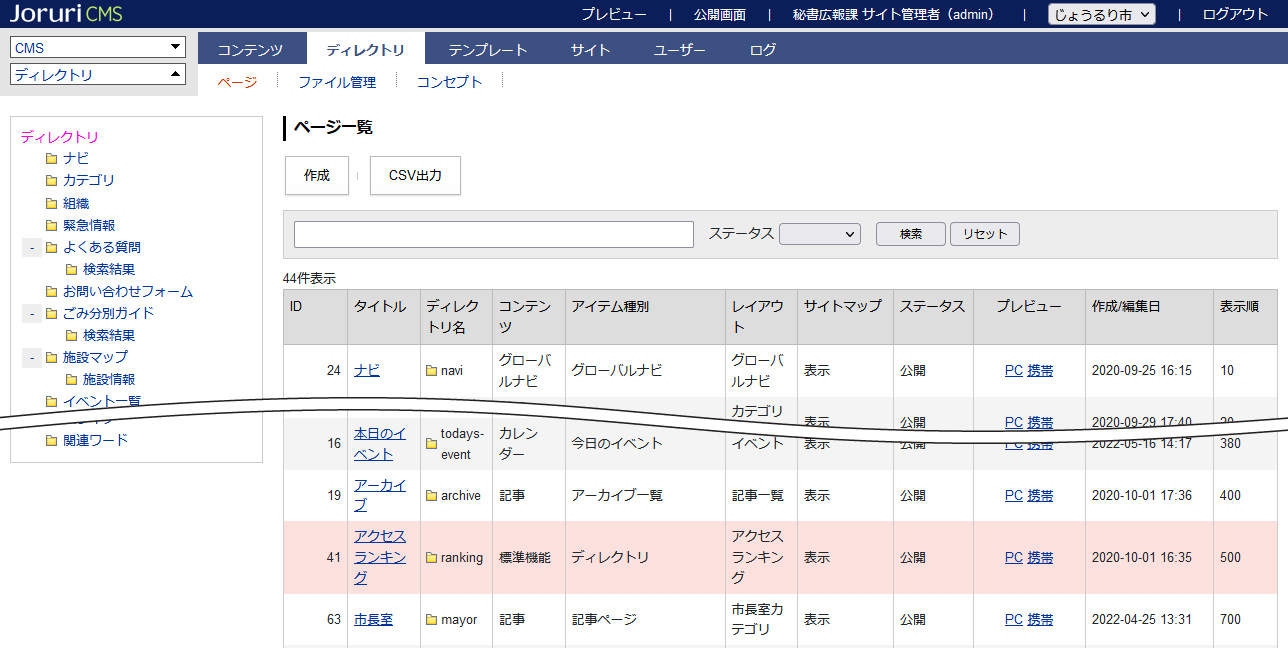 Joruri CMS
プレビュー | 公開画面 | 秘書広報課 サイト管理者（admin） | じょうるり市 | ログアウト
CMS
ディレクトリ
コンテンツ ディレクトリ テンプレート サイト ユーザー ログ
ページ ファイル管理 コンセプト
ディレクトリ
ナビ
カテゴリ
組織
緊急情報
- よくある質問
検索結果
お問い合わせフォーム
- ごみ分別ガイド
検索結果
- 施設マップ
施設情報
イベント一覧
関連ワード
ページ一覧
作成 CSV出力
ステータス 検索 リセット
44件表示
ID タイトル ディレクトリ名 コンテンツ アイテム種別 レイアウト サイトマップ ステータス プレビュー 作成/編集日 表示順
24 ナビ navi グローバルナビ グローバルナビ グローバルナビ 表示 公開 PC 携帯 2020-09-25 16:15 10
カテゴリ 表示 公開 PC 携帯 2020-09-29 17:40 20
16 本日のイベント todays-event カレンダー 今日のイベント イベント 表示 公開 PC 携帯 2022-05-16 14:17 380
19 アーカイブ archive 記事 アーカイブ一覧 記事一覧 表示 公開 PC 携帯 2020-10-01 17:36 400
41 アクセスランキング ranking 標準機能 ディレクトリ アクセスランキング 表示 公開 PC 携帯 2020-10-01 16:35 500
63 市長室 mayor 記事 記事ページ 市長室カテゴリ 表示 公開 PC 携帯 2022-04-25 13:31 700